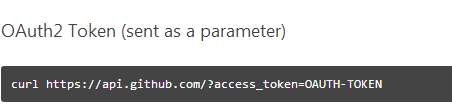 OAuth2 Token (sent as a parameter)
curl https://api.github.com/?access_token=OAUTH-TOKEN